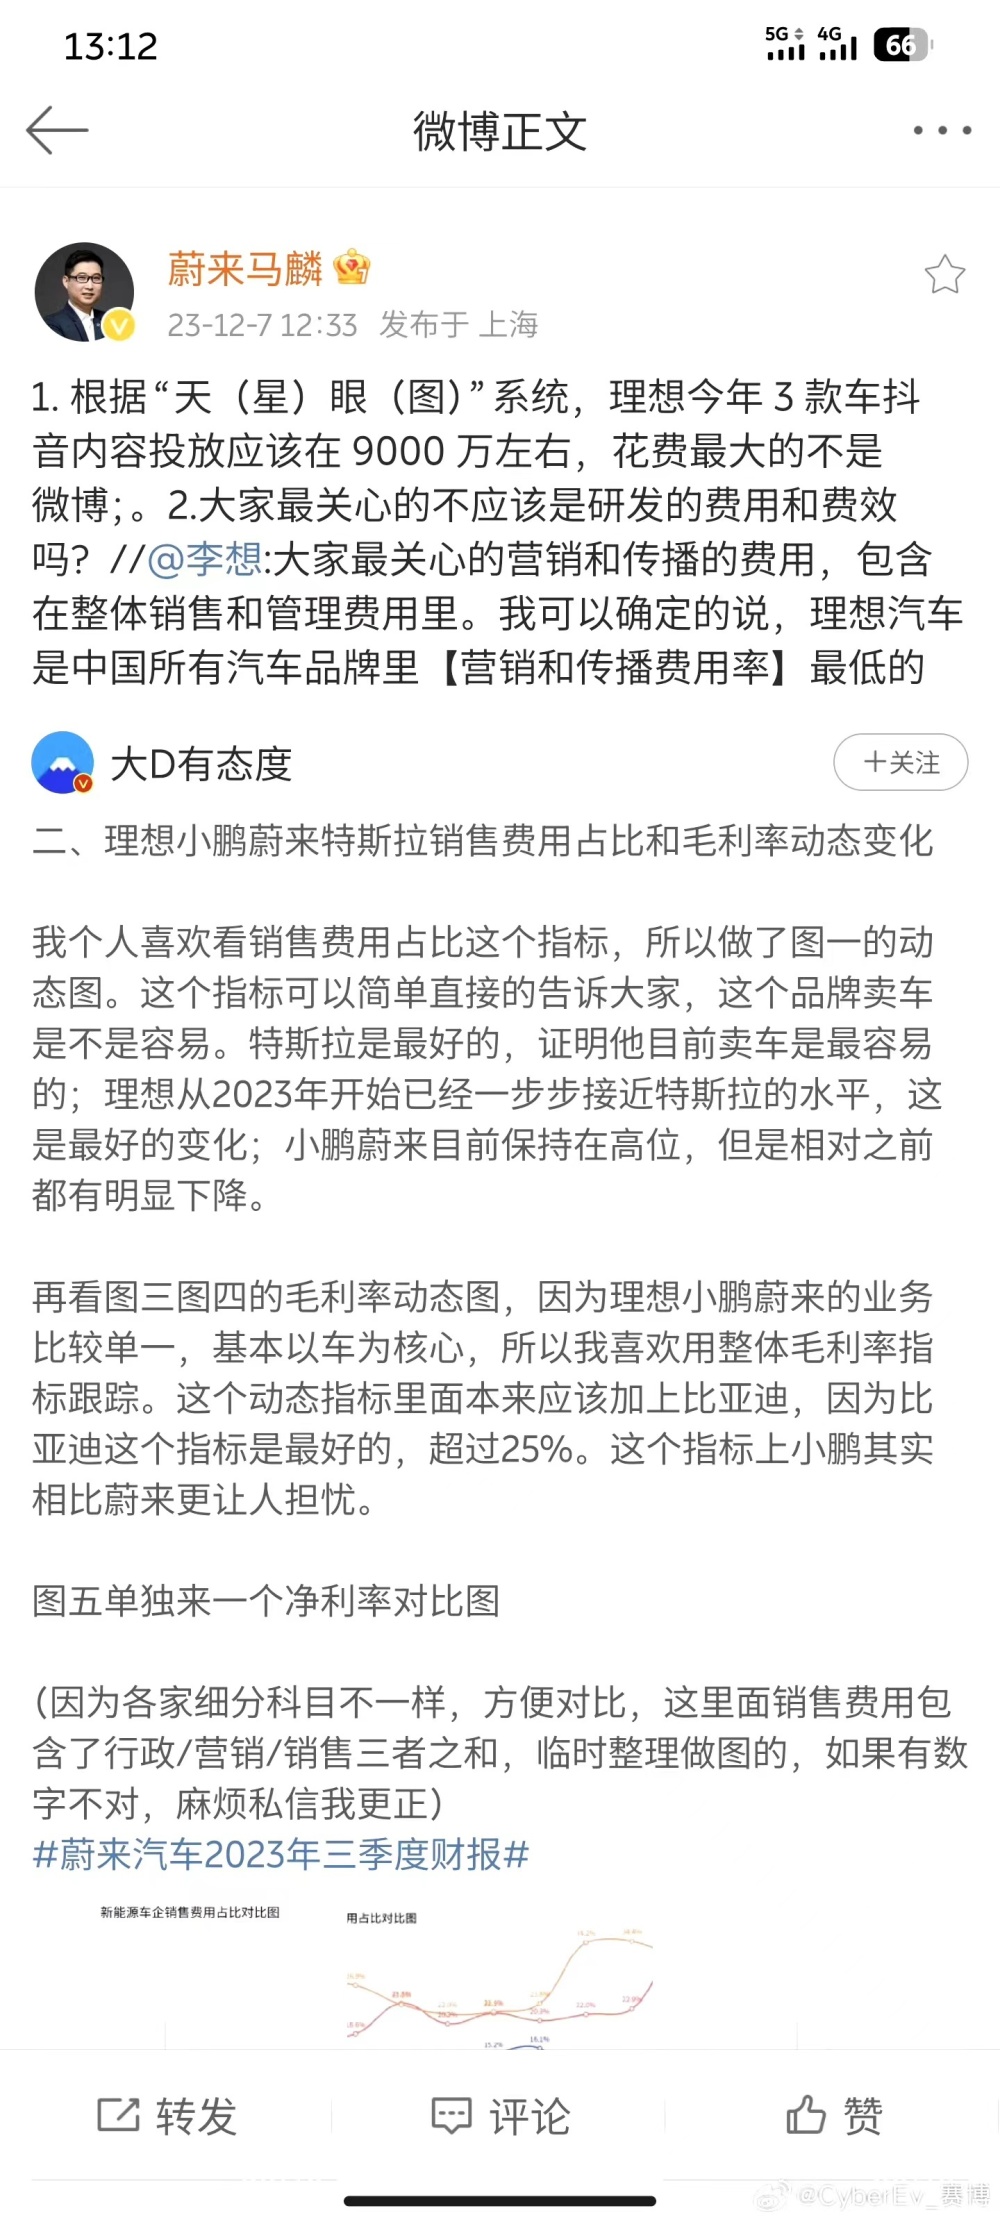 13:12
5G 4G 66
微博正文
蔚来马麟
23-12-7 12:33 发布于 上海
1. 根据“天（星）眼（图）”系统，理想今年 3 款车抖
音内容投放应该在 9000 万左右，花费最大的不是
微博；。2.大家最关心的不应该是研发的费用和费效
吗？//@李想:大家最关心的营销和传播的费用，包含
在整体销售和管理费用里。我可以确定的说，理想汽车
是中国所有汽车品牌里【营销和传播费用率】最低的
大D有态度
+关注
二、理想小鹏蔚来特斯拉销售费用占比和毛利率动态变化
我个人喜欢看销售费用占比这个指标，所以做了图一的动
态图。这个指标可以简单直接的告诉大家，这个品牌卖车
是不是容易。特斯拉是最好的，证明他目前卖车是最容易
的；理想从2023年开始已经一步步接近特斯拉的水平，这
是最好的变化；小鹏蔚来目前保持在高位，但是相对之前
都有明显下降。
再看图三图四的毛利率动态图，因为理想小鹏蔚来的业务
比较单一，基本以车为核心，所以我喜欢用整体毛利率指
标跟踪。这个动态指标里面本来应该加上比亚迪，因为比
亚迪这个指标是最好的，超过25%。这个指标上小鹏其实
相比蔚来更让人担忧。
图五单独来一个净利率对比图
（因为各家细分科目不一样，方便对比，这里面销售费用包
含了行政/营销/销售三者之和，临时整理做图的，如果有数
字不对，麻烦私信我更正）
#蔚来汽车2023年三季度财报#
新能源车企销售费用占比对比图
用占比对比图
15.2% 16.1%
转发 评论 赞
@CyberEv_赛博